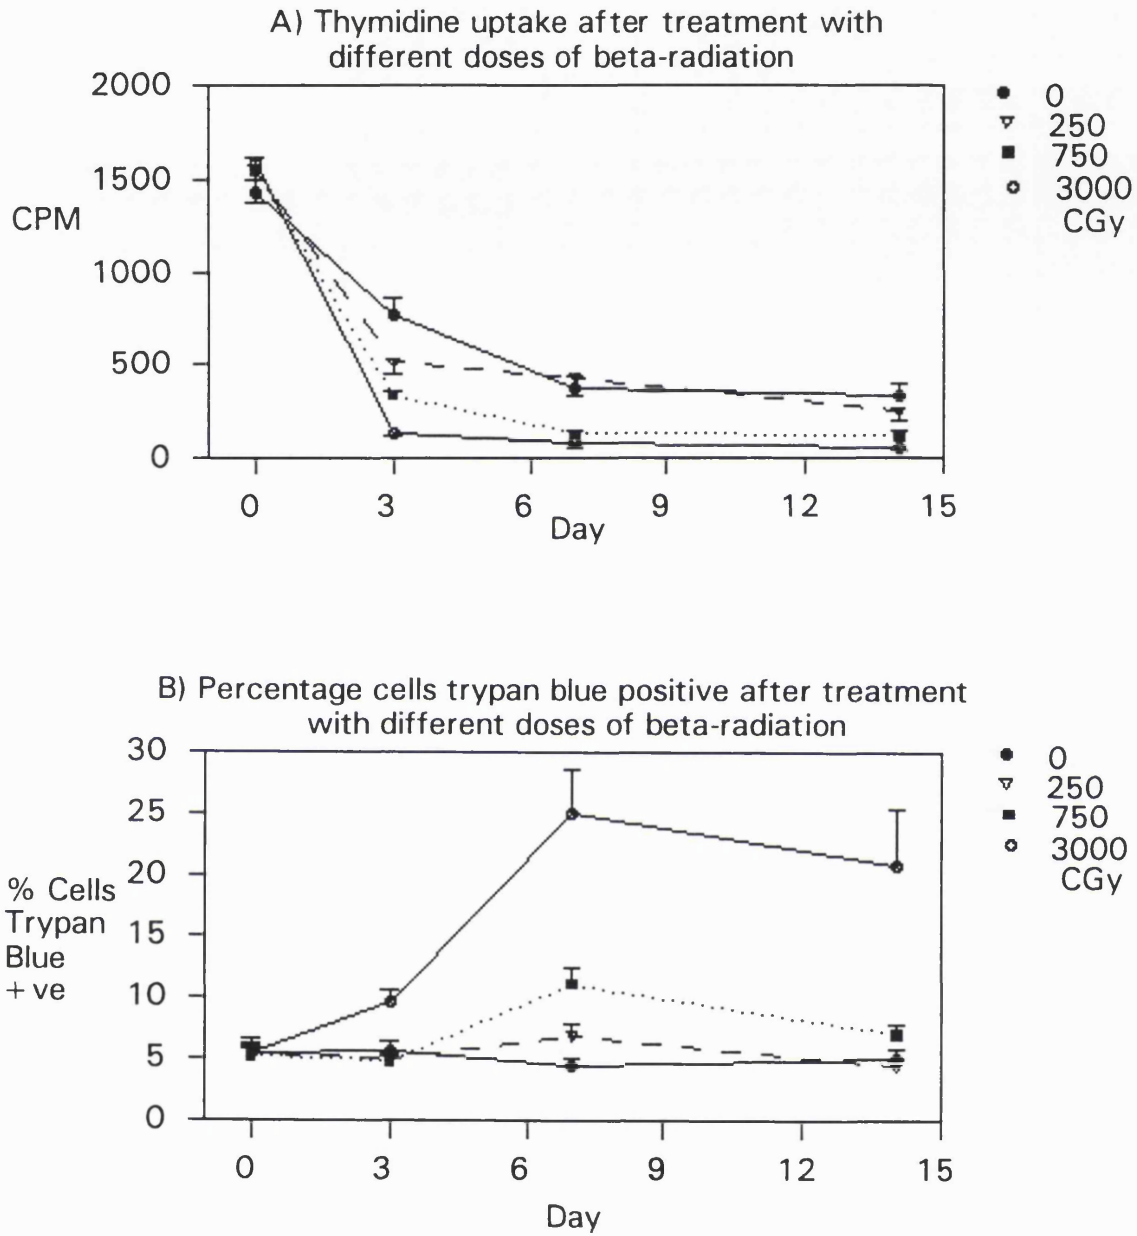 A) Thymidine uptake after treatment with
different doses of beta-radiation
2000
1500
CPM
1000
500
0
0 3 6 9 12 15
Day
0
250
750
3000
CGy
B) Percentage cells trypan blue positive after treatment
with different doses of beta-radiation
30
25
20
% Cells
Trypan
15
Blue
+ve
10
5
0
0 3 6 9 12 15
Day
0
250
750
3000
CGy